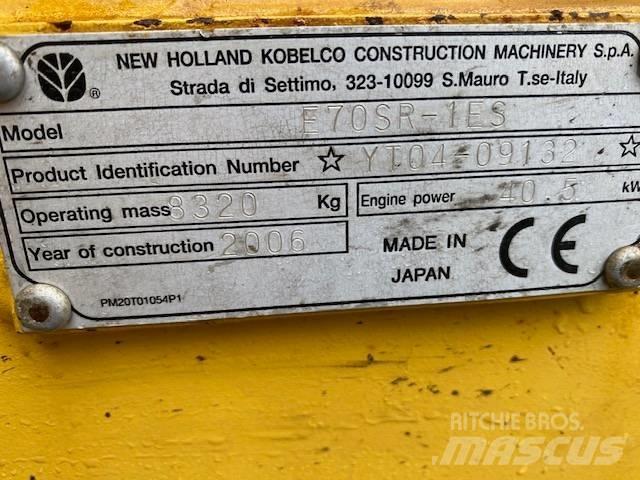 NEW HOLLAND KOBELCO CONSTRUCTION MACHINERY S.p.A.
Strada di Settimo, 323-10099 S.Mauro T.se-Italy
®
Model E70SR-1ES
Product Identification Number ☆ YT04-09132 ☆
Operating mass 8320 Kg Engine power 40.5 kW
Year of construction 2006 MADE IN JAPAN CE
PM20T01054P1
RITCHIE BROS.
MASCUS